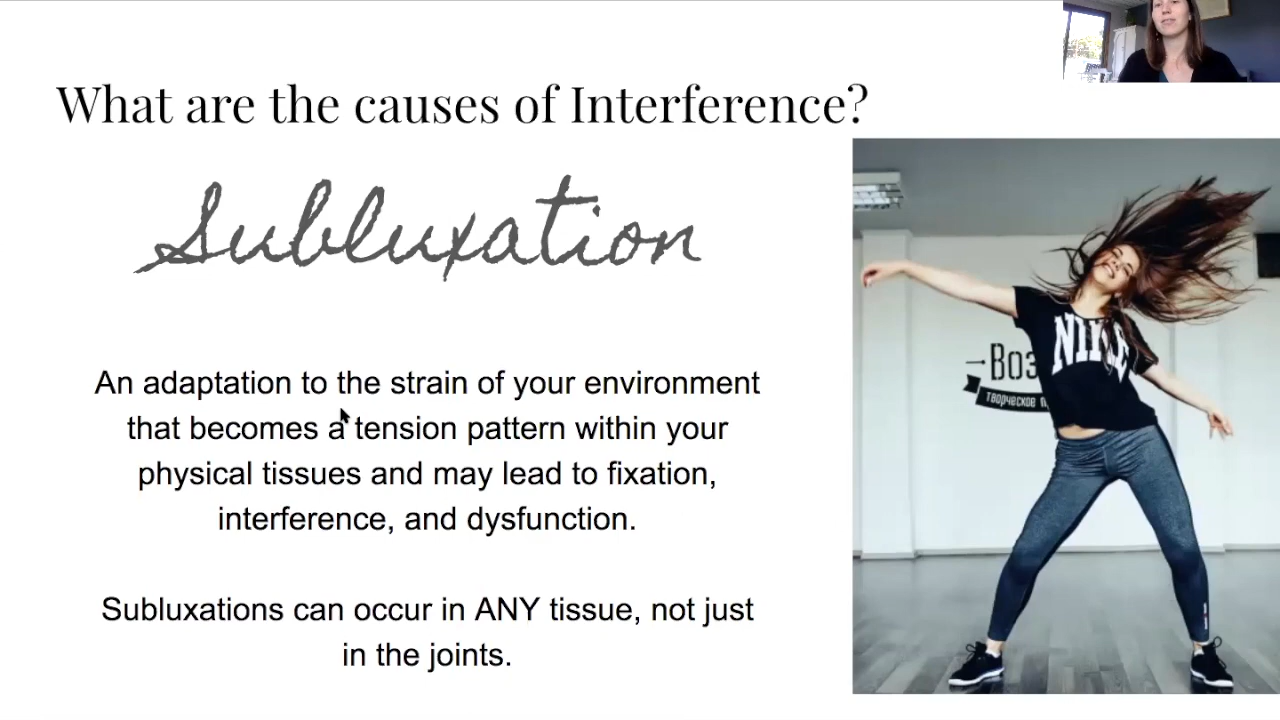 What are the causes of Interference?
Subluxation
An adaptation to the strain of your environment
that becomes a tension pattern within your
physical tissues and may lead to fixation,
interference, and dysfunction.
Subluxations can occur in ANY tissue, not just
in the joints.
NIKE
Воз
творческое п